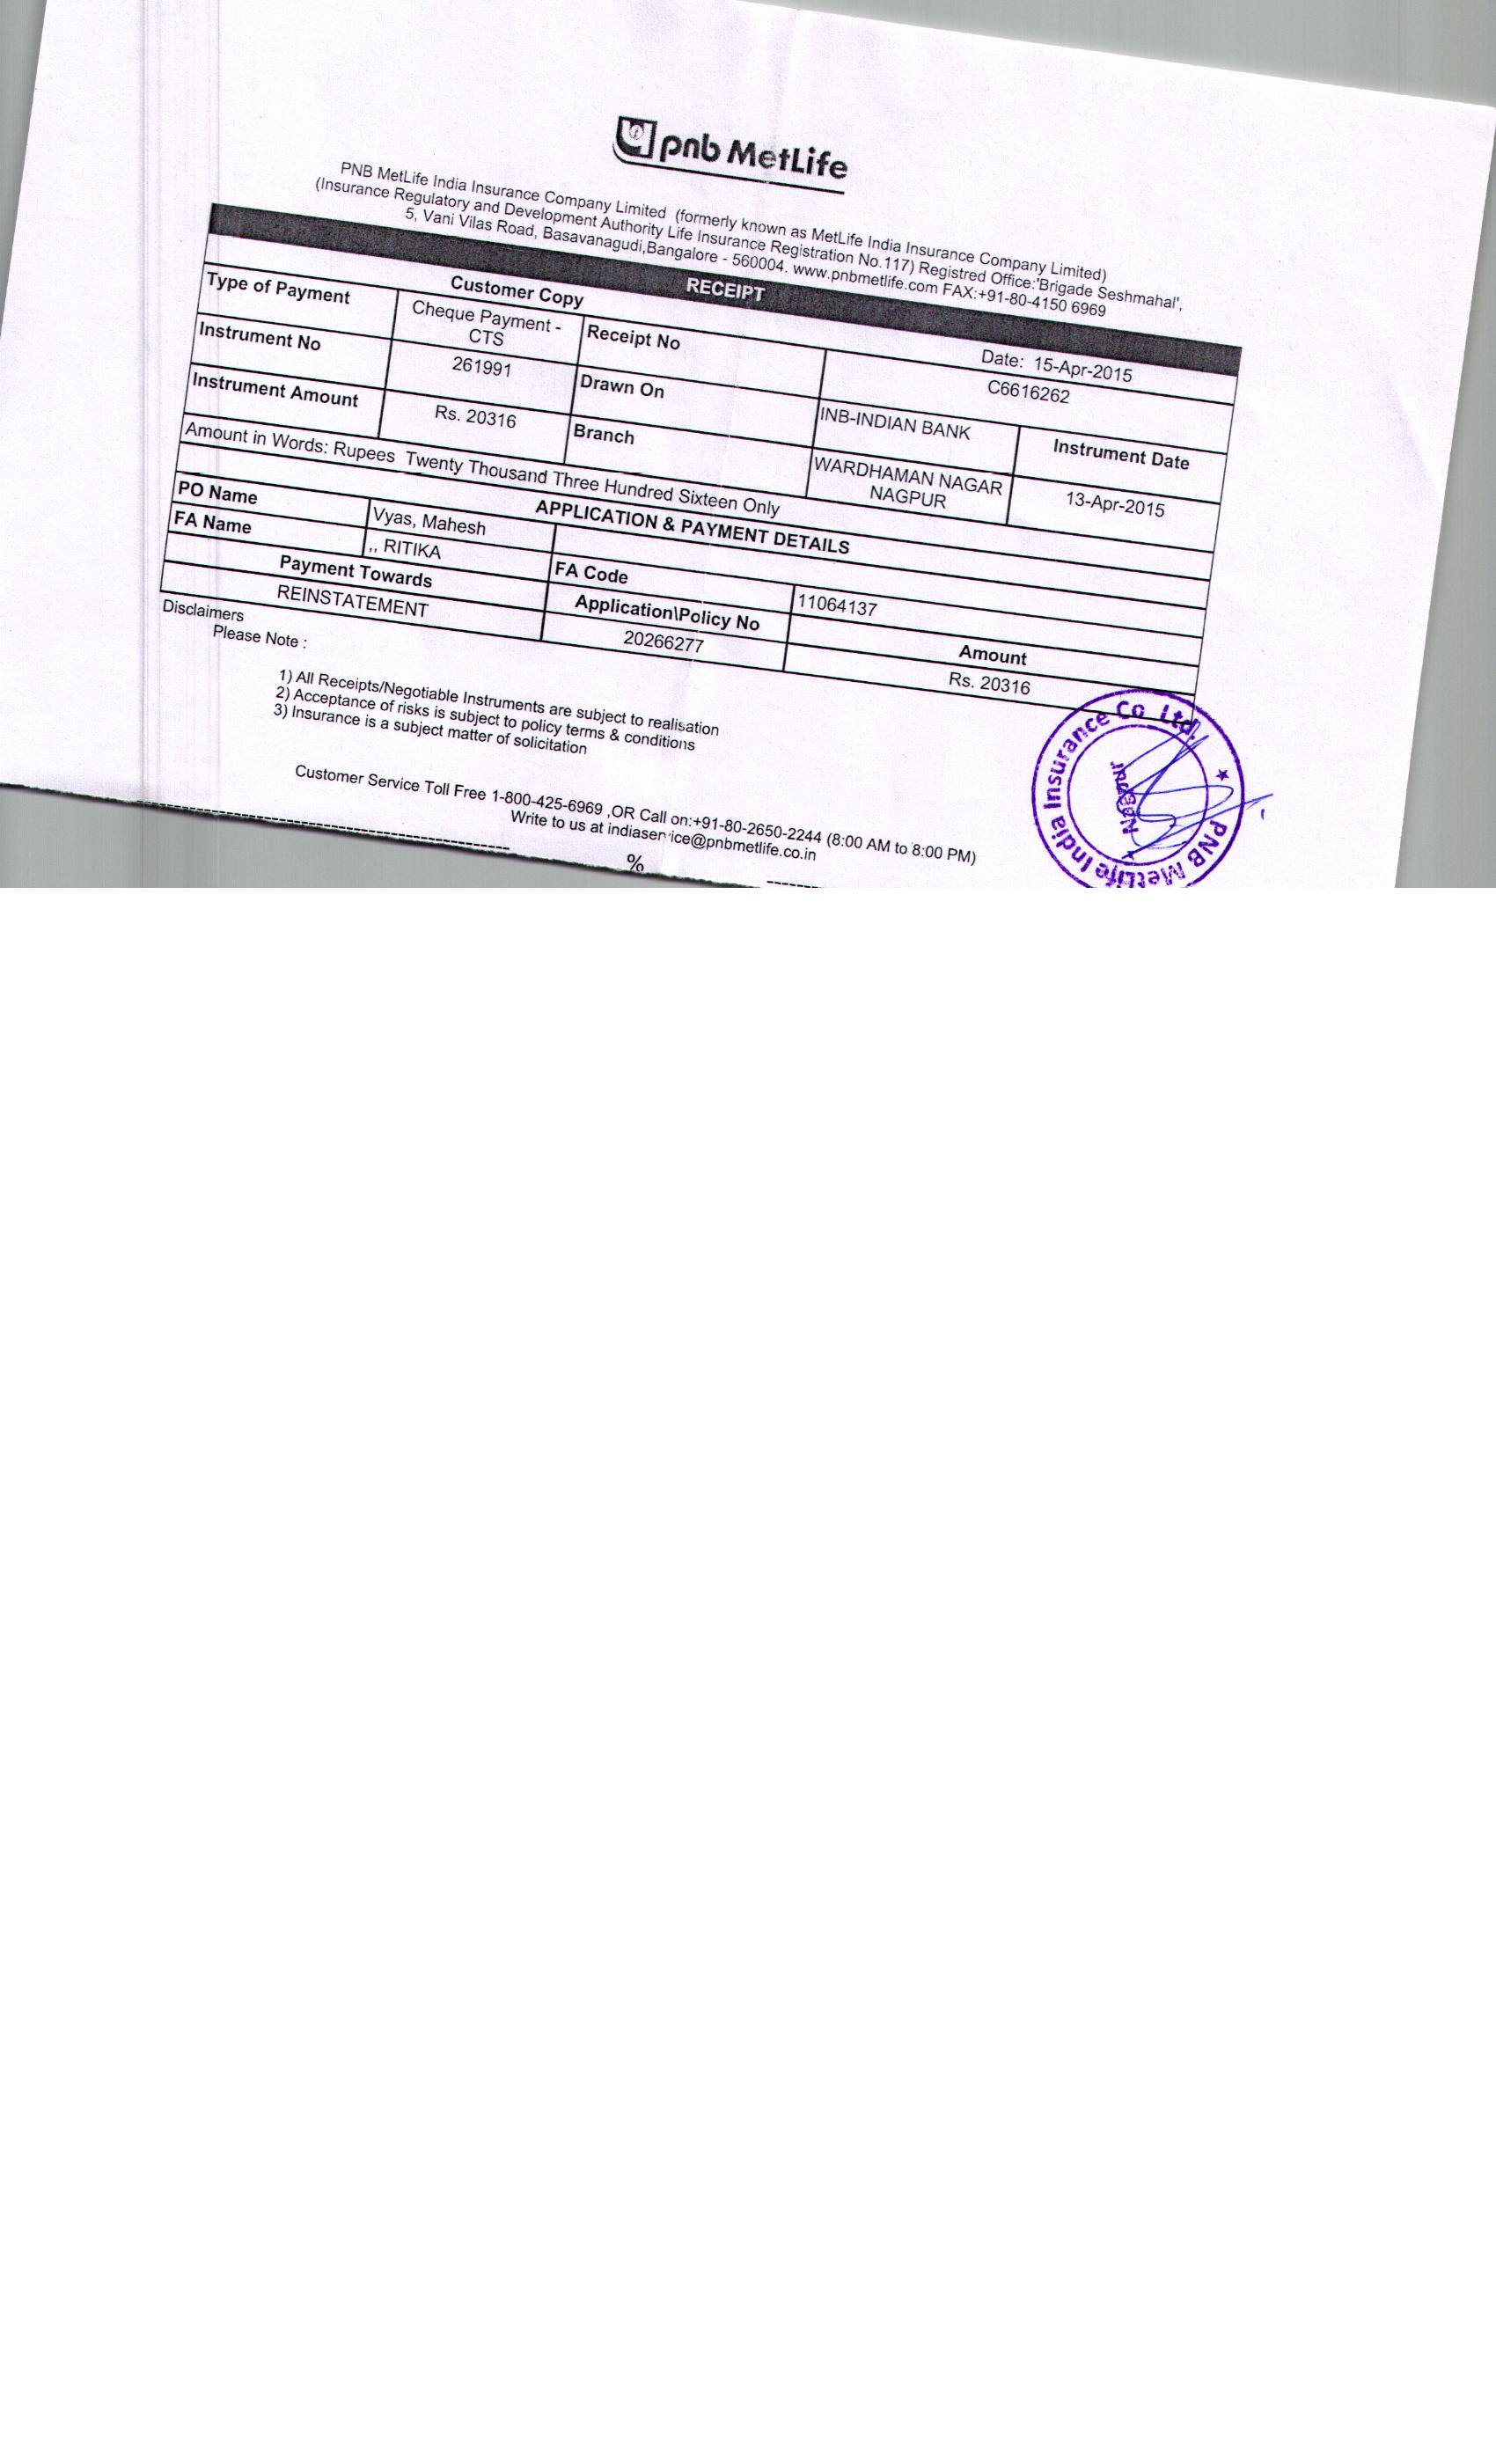 pnb MetLife
PNB MetLife India Insurance Company Limited (formerly known as MetLife India Insurance Company Limited)
(Insurance Regulatory and Development Authority Life Insurance Registration No.117) Registred Office:'Brigade Seshmahal',
5, Vani Vilas Road, Basavanagudi,Bangalore - 560004. www.pnbmetlife.com FAX:+91-80-4150 6969
RECEIPT
Customer Copy Date: 15-Apr-2015
Type of Payment Cheque Payment - CTS Receipt No C6616262
Instrument No 261991 Drawn On INB-INDIAN BANK Instrument Date
Instrument Amount Rs. 20316 Branch WARDHAMAN NAGAR NAGPUR 13-Apr-2015
Amount in Words: Rupees Twenty Thousand Three Hundred Sixteen Only
APPLICATION & PAYMENT DETAILS
PO Name Vyas, Mahesh
FA Name ,, RITIKA FA Code 11064137
Payment Towards Application\Policy No Amount
REINSTATEMENT 20266277 Rs. 20316
Disclaimers
Please Note :
1) All Receipts/Negotiable Instruments are subject to realisation
2) Acceptance of risks is subject to policy terms & conditions
3) Insurance is a subject matter of solicitation
Customer Service Toll Free 1-800-425-6969 ,OR Call on:+91-80-2650-2244 (8:00 AM to 8:00 PM)
Write to us at indiaservice@pnbmetlife.co.in
%
PNB MetLife India Insurance Co Ltd.